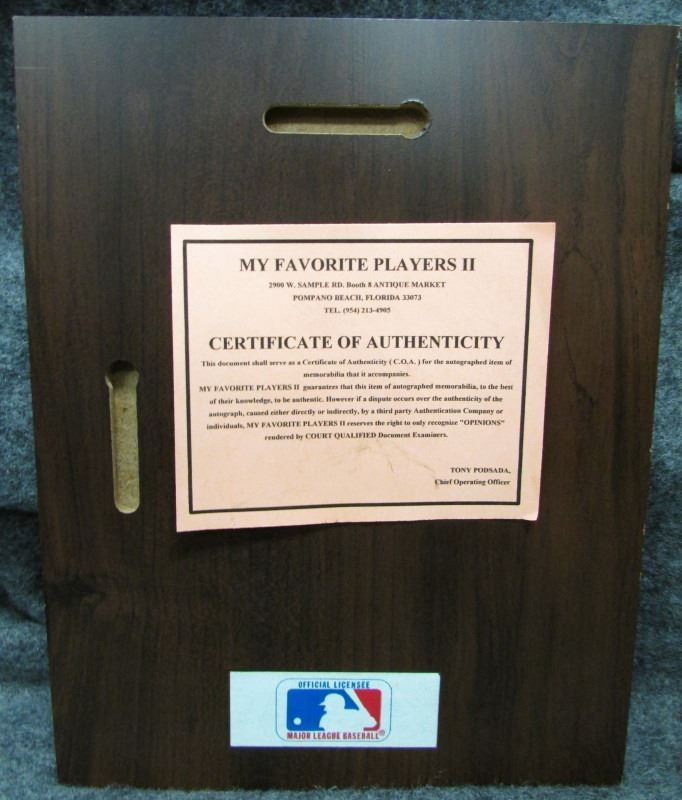 MY FAVORITE PLAYERS II
2900 W. SAMPLE RD. Booth 8 ANTIQUE MARKET
POMPANO BEACH, FLORIDA 33073
TEL. (954) 213-4905
CERTIFICATE OF AUTHENTICITY
This document shall serve as a Certificate of Authenticity ( C.O.A. ) for the autographed item of
memorabilia that it accompanies.
MY FAVORITE PLAYERS II guarantees that this item of autographed memorabilia, to the best
of their knowledge, to be authentic. However if a dispute occurs over the authenticity of the
autograph, caused either directly or indirectly, by a third party Authentication Company or
individuals, MY FAVORITE PLAYERS II reserves the right to only recognize "OPINIONS"
rendered by COURT QUALIFIED Document Examiners.
TONY PODSADA,
Chief Operating Officer
OFFICIAL LICENSEE
MAJOR LEAGUE BASEBALL®